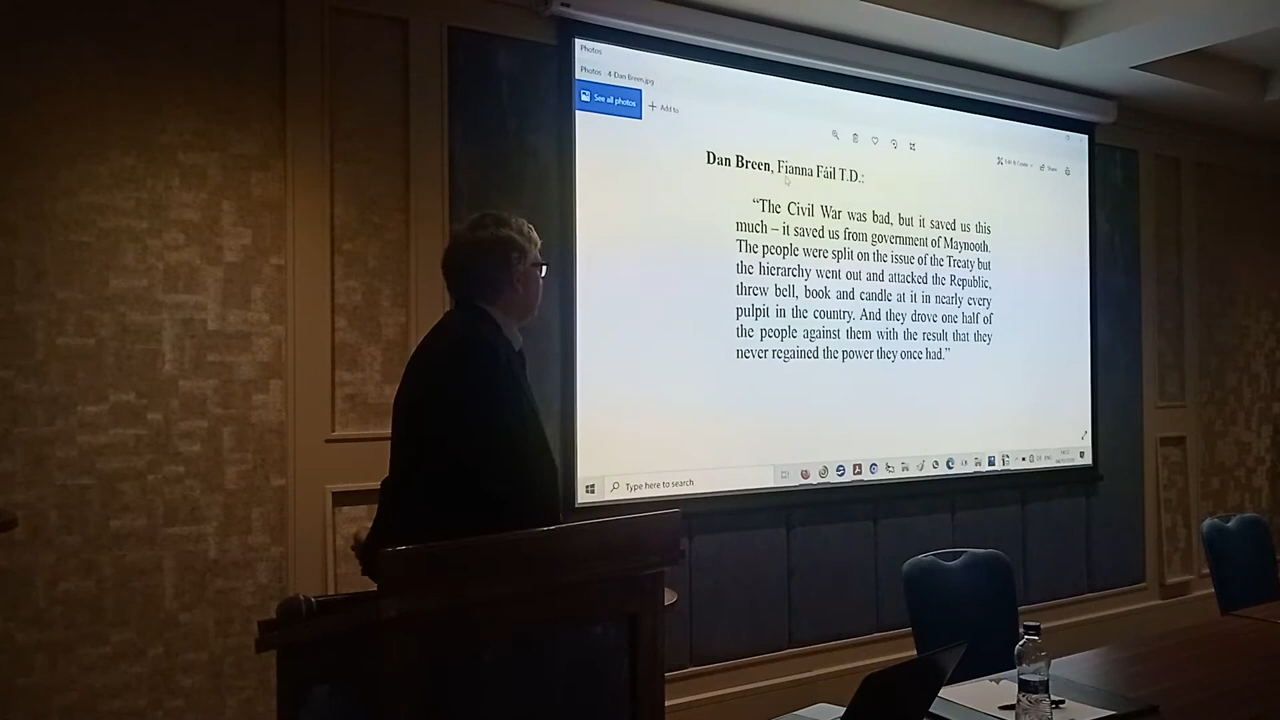 Photos
Photos - 4-Dan Breen.jpg
See all photos
Add to
Edit & Create
Share
Dan Breen, Fianna Fáil T.D.:
“The Civil War was bad, but it saved us this
much – it saved us from government of Maynooth.
The people were split on the issue of the Treaty but
the hierarchy went out and attacked the Republic,
threw bell, book and candle at it in nearly every
pulpit in the country. And they drove one half of
the people against them with the result that they
never regained the power they once had.”
Type here to search